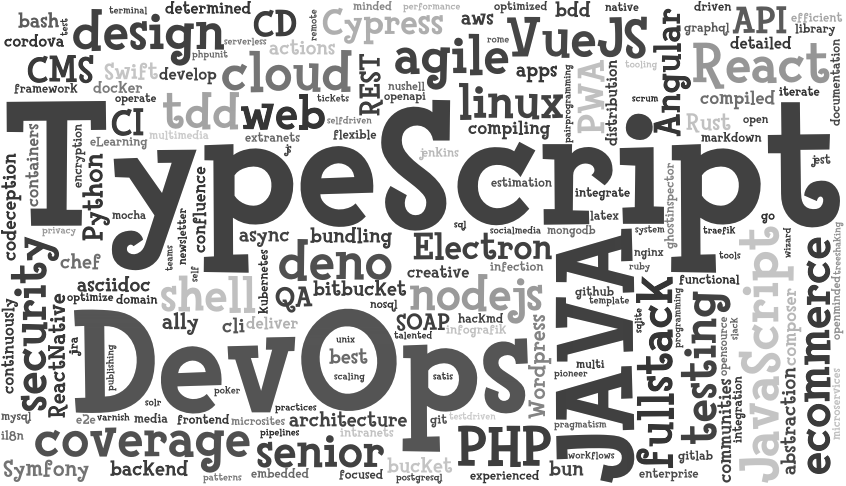 bash
terminal
determined
CD
remote
minded
performance
optimized
bdd
native
driven
API
efficient
cordova
test
design
serverless
phpunit
actions
Cypress
aws
VueJS
graphql
library
detailed
CMS
Swift
develop
cloud
agile
rome
apps
tooling
Angular
React
documentation
framework
docker
operate
tickets
REST
nushell
openapi
linux
pairprogramming
PWA
distribution
scrum
compiled
iterate
tdd
web
selfdriven
CI
multimedia
eLearning
extranets
flexible
compiling
Rust
open
markdown
js
jenkins
jest
TypeScript
codeception
containers
encryption
Python
privacy
mocha
teams
newsletter
confluence
self
estimation
integrate
latex
ghostinspector
go
async
bundling
sql
socialmedia
mongodb
system
traefik
wizard
treeshaking
openminded
chef
kubernetes
deno
Electron
creative
infection
nginx
ruby
tools
security
asciidoc
optimize
domain
shell
QA
bitbucket
nosql
nodejs
github
template
functional
JAVA
continuously
ReactNative
jra
ally
cli
deliver
SOAP
talented
hackmd
infografik
sqlite
fullstack
programming
testing
opensource
slack
JavaScript
composer
ecommerce
DevOps
publishing
unix
best
scaling
satis
poker
Wordpress
multi
pioneer
microservices
mysql
i18n
e2e
varnish
solr
media
frontend
microsites
practices
architecture
git
testdriven
pragmatism
communities
integration
abstraction
coverage
pipelines
intranets
senior
PHP
workflows
gitlab
Symfony
backend
patterns
embedded
focused
bucket
postgresql
experienced
bun
enterprise